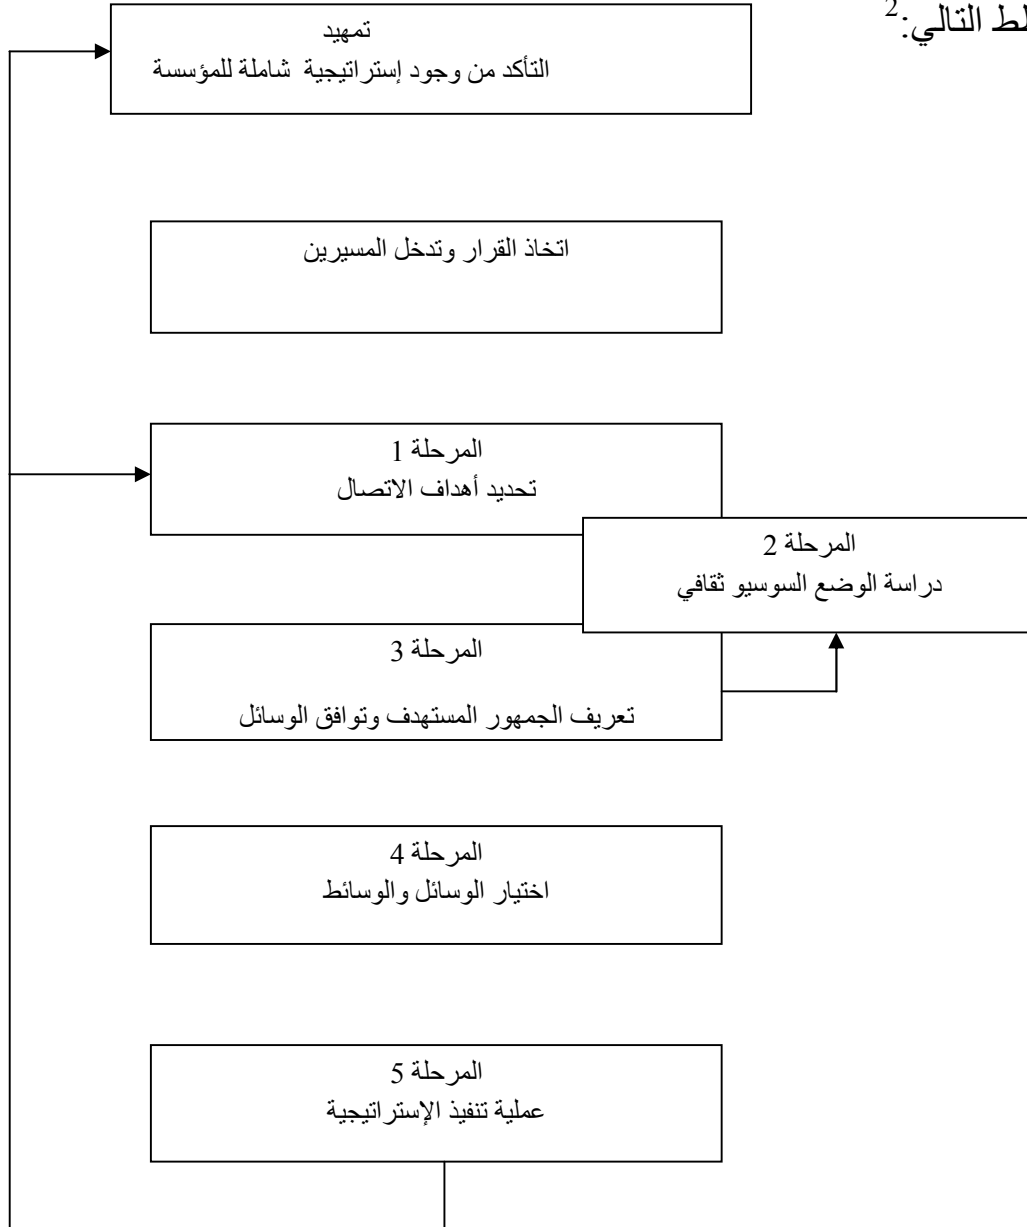 لط التالي:2
تمهيد
التأكد من وجود إستراتيجية شاملة للمؤسسة
اتخاذ القرار وتدخل المسيرين
المرحلة 1
تحديد أهداف الاتصال
المرحلة 2
دراسة الوضع السوسيو ثقافي
المرحلة 3
تعريف الجمهور المستهدف وتوافق الوسائل
المرحلة 4
اختيار الوسائل والوسائط
المرحلة 5
عملية تنفيذ الإستراتيجية